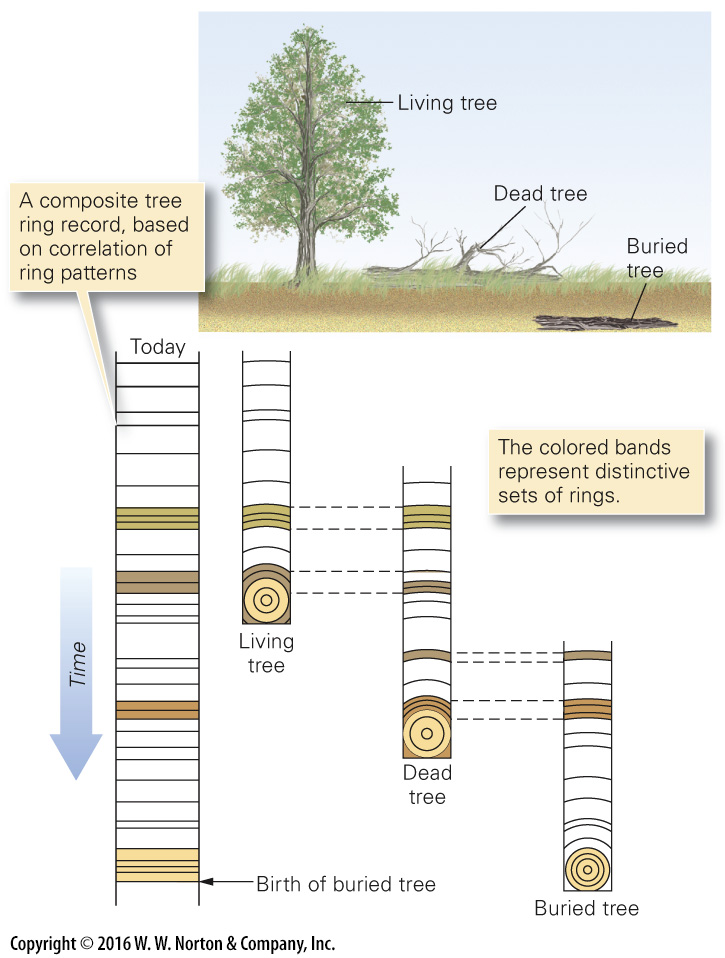 Living tree
Dead tree
Buried
tree
A composite tree
ring record, based
on correlation of
ring patterns
Today
The colored bands
represent distinctive
sets of rings.
Time
Living
tree
Dead
tree
Birth of buried tree
Buried tree
Copyright © 2016 W. W. Norton & Company, Inc.